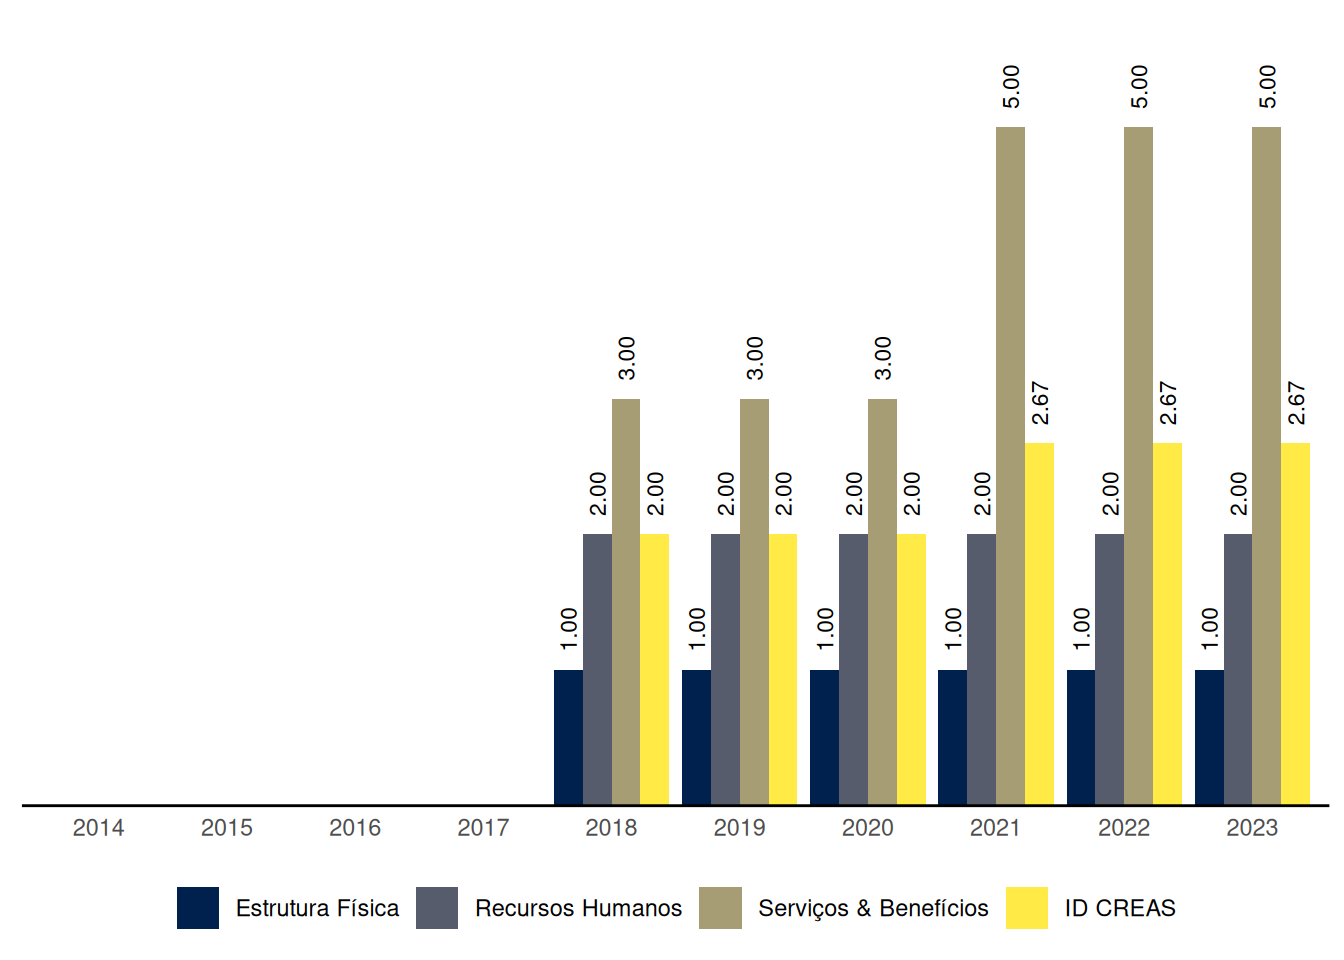 5.00 5.00 5.00
3.00 3.00 3.00 2.67 2.67 2.67
2.00 2.00 2.00 2.00 2.00 2.00 2.00 2.00 2.00
1.00 1.00 1.00 1.00 1.00 1.00
2014 2015 2016 2017 2018 2019 2020 2021 2022 2023
Estrutura Física Recursos Humanos Serviços & Benefícios ID CREAS